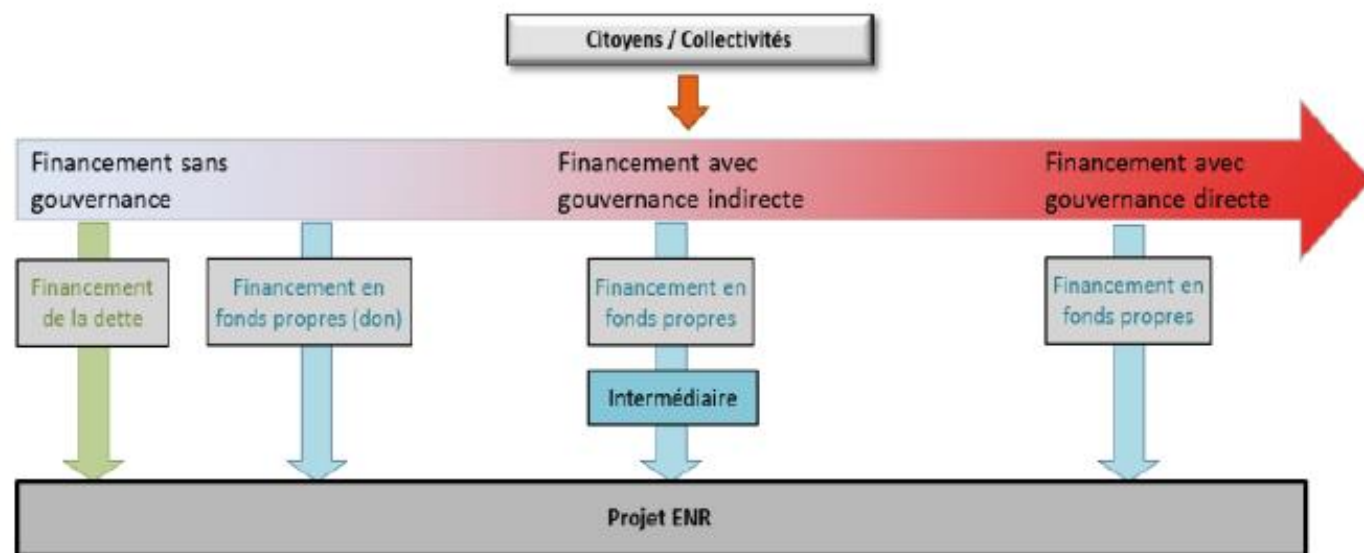 Citoyens / Collectivités
Financement sans
gouvernance
Financement avec
gouvernance indirecte
Financement avec
gouvernance directe
Financement
de la dette
Financement en
fonds propres (don)
Financement en
fonds propres
Financement en
fonds propres
Intermédiaire
Projet ENR